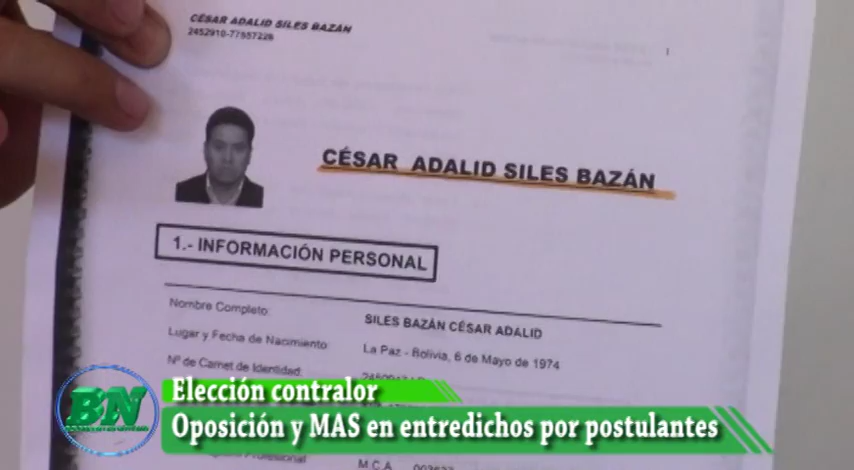 CÉSAR ADALID SILES BAZÁN
CÉSAR ADALID SILES BAZÁN
1.- INFORMACIÓN PERSONAL
Nombre Completo:
SILES BAZÁN CÉSAR ADALID
Lugar y Fecha de Nacimiento:
La Paz - Bolivia, 6 de Mayo de 1974
Nº de Carnet de Identidad:
BN
Elección contralor
Oposición y MAS en entredichos por postulantes
Profesional
M.C.A.